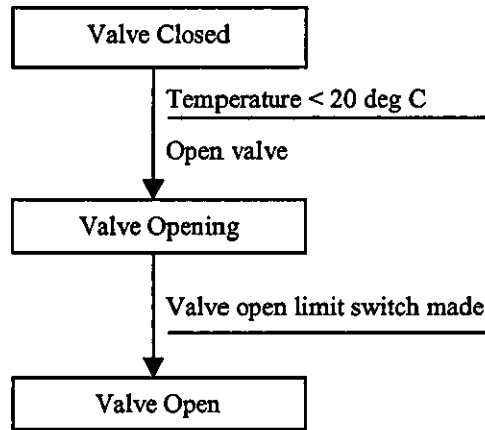 Valve Closed
Temperature < 20 deg C
Open valve
Valve Opening
Valve open limit switch made
Valve Open